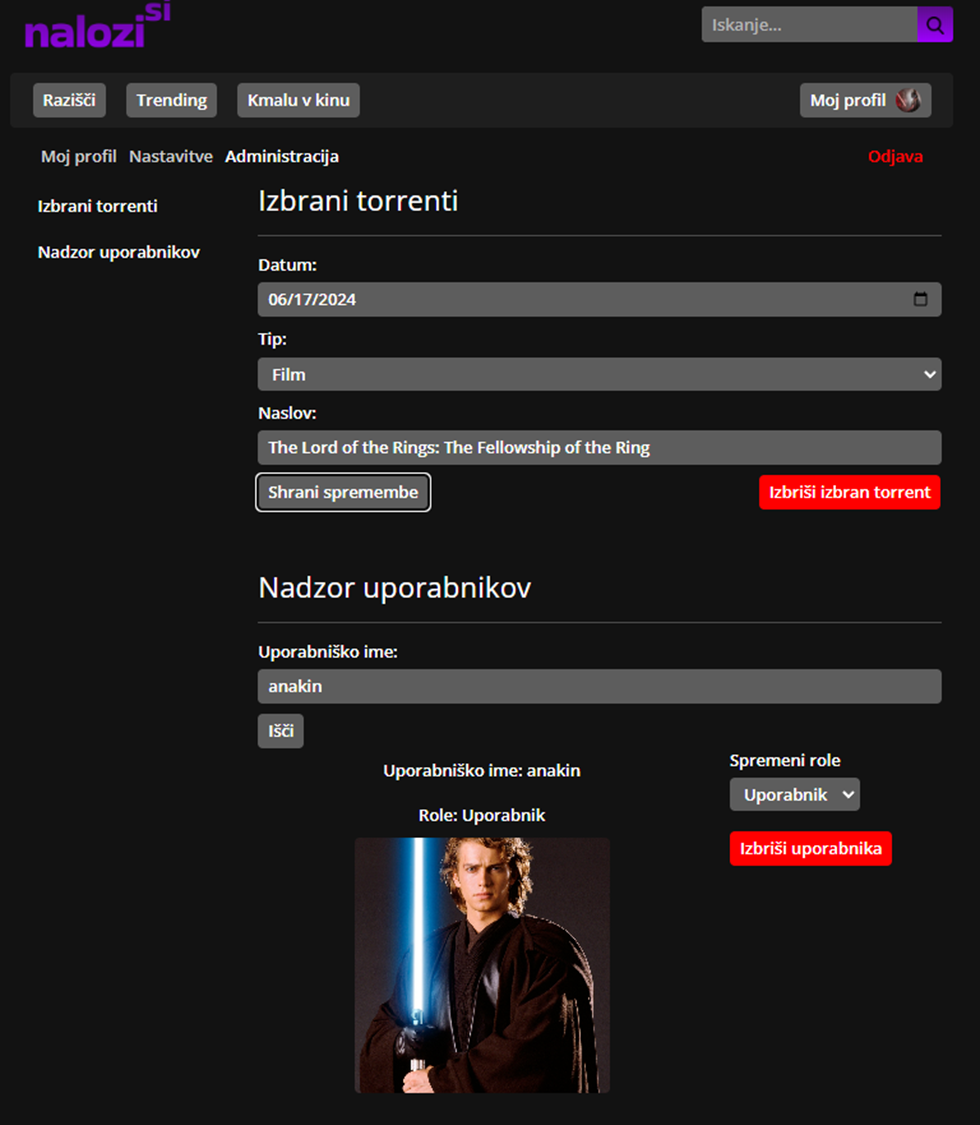 nalozi si
Iskanje...
Razišči Trending Kmalu v kinu Moj profil
Moj profil Nastavitve Administracija Odjava
Izbrani torrenti
Nadzor uporabnikov
Izbrani torrenti
Datum:
06/17/2024
Tip:
Film
Naslov:
The Lord of the Rings: The Fellowship of the Ring
Shrani spremembe Izbriši izbran torrent
Nadzor uporabnikov
Uporabniško ime:
anakin
Išči
Uporabniško ime: anakin
Role: Uporabnik
Spremeni role
Uporabnik
Izbriši uporabnika